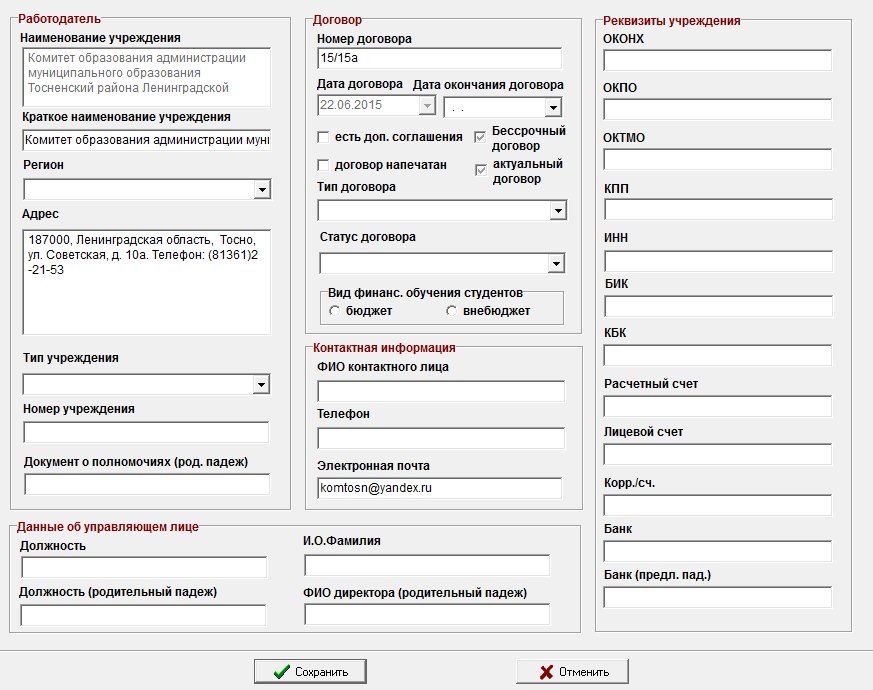 Работодатель
Наименование учреждения
Комитет образования администрации
муниципального образования
Тосненский района Ленинградской
Краткое наименование учреждения
Комитет образования администрации муни
Регион
Адрес
187000, Ленинградская область, Тосно,
ул. Советская, д. 10а. Телефон: (81361)2
-21-53
Тип учреждения
Номер учреждения
Документ о полномочиях (род. падеж)
Договор
Номер договора
15/15а
Дата договора Дата окончания договора
22.06.2015 . .
есть доп. соглашения
Бессрочный
договор
договор напечатан
актуальный
договор
Тип договора
Статус договора
Вид финанс. обучения студентов
бюджет внебюджет
Контактная информация
ФИО контактного лица
Телефон
Электронная почта
komtosn@yandex.ru
Реквизиты учреждения
ОКОНХ
ОКПО
ОКТМО
КПП
ИНН
БИК
КБК
Расчетный счет
Лицевой счет
Корр./сч.
Банк
Банк (предл. пад.)
Данные об управляющем лице
Должность
И.О.Фамилия
Должность (родительный падеж)
ФИО директора (родительный падеж)
Сохранить
Отменить